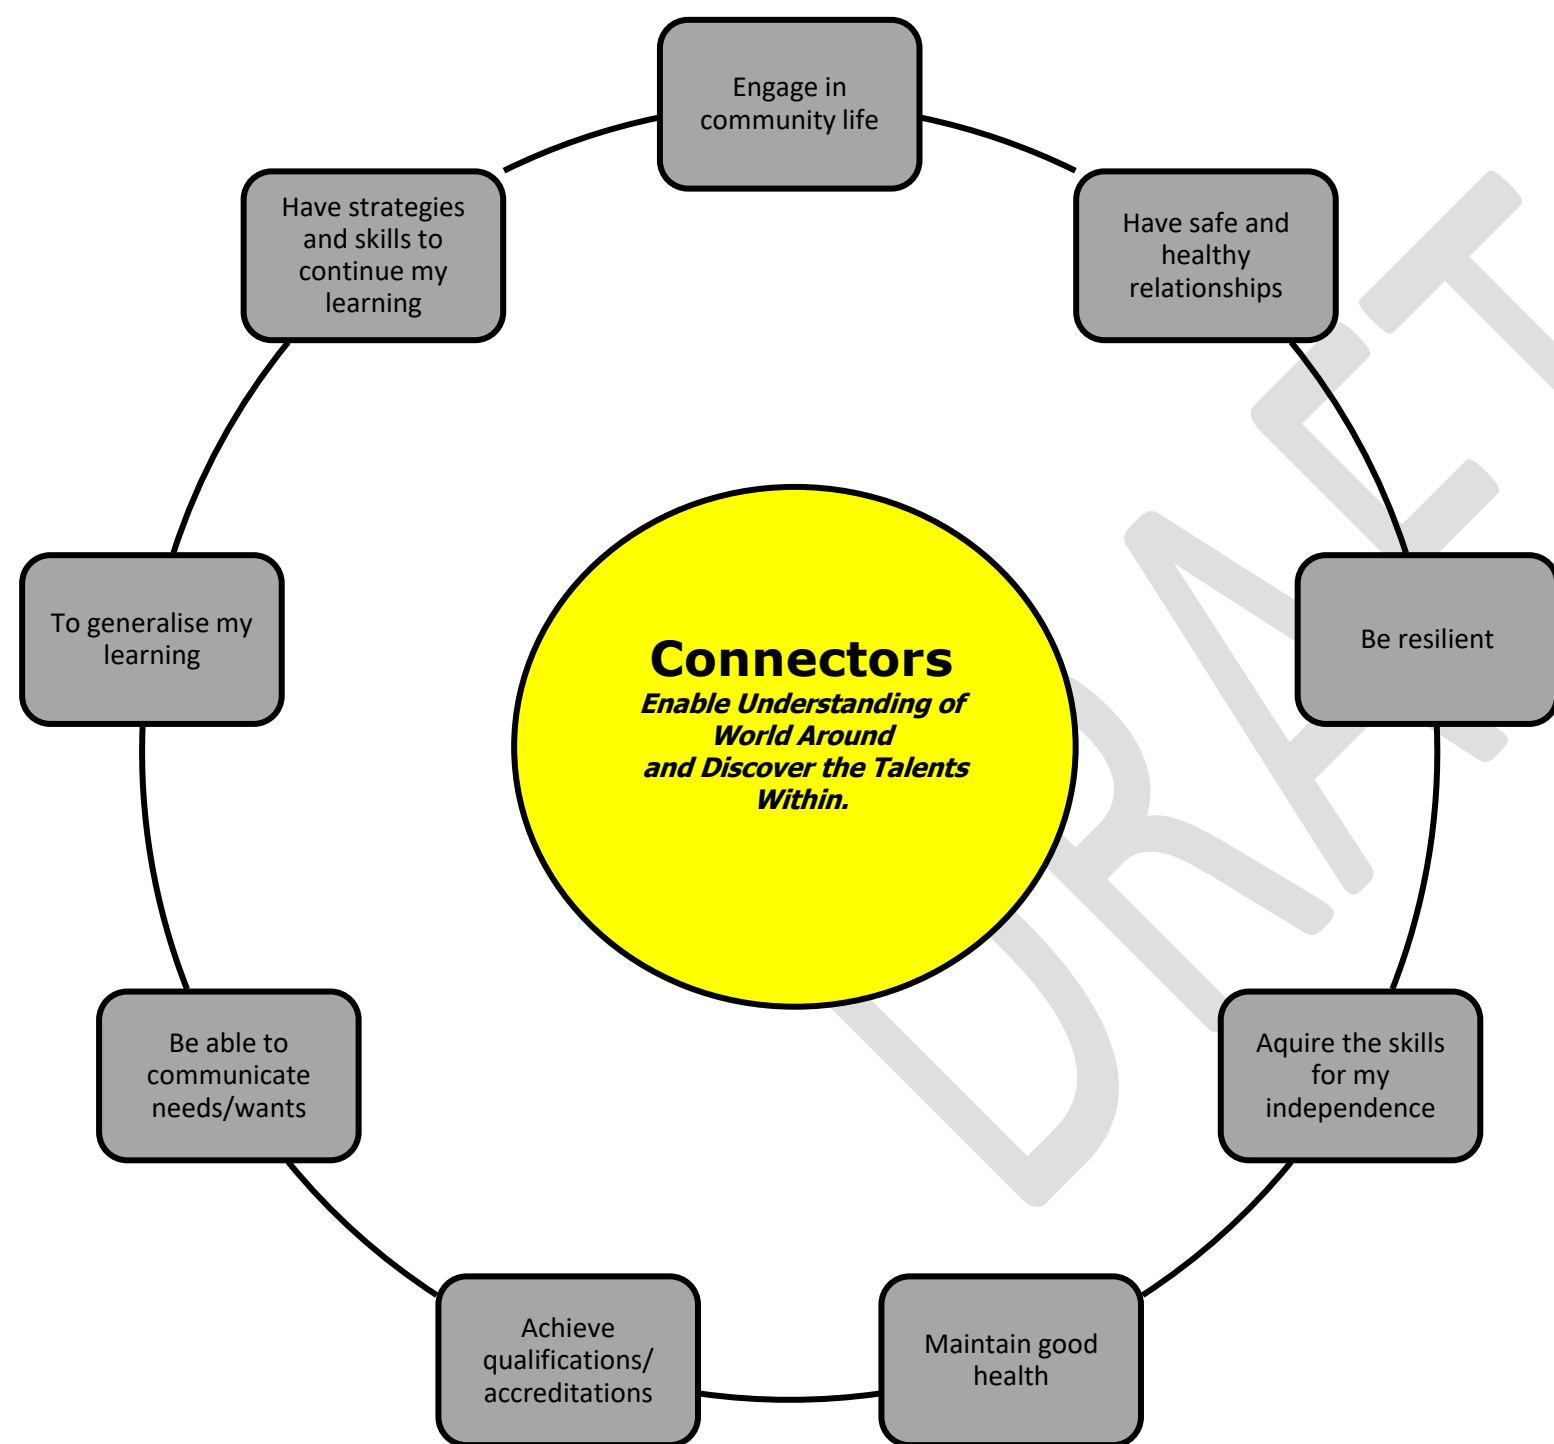 Engage in
community life
Have safe and
healthy
relationships
Be resilient
Aquire the skills
for my
independence
Maintain good
health
Achieve
qualifications/
accreditations
Be able to
communicate
needs/wants
To generalise my
learning
Have strategies
and skills to
continue my
learning
Connectors
Enable Understanding of
World Around
and Discover the Talents
Within.
DRAFT